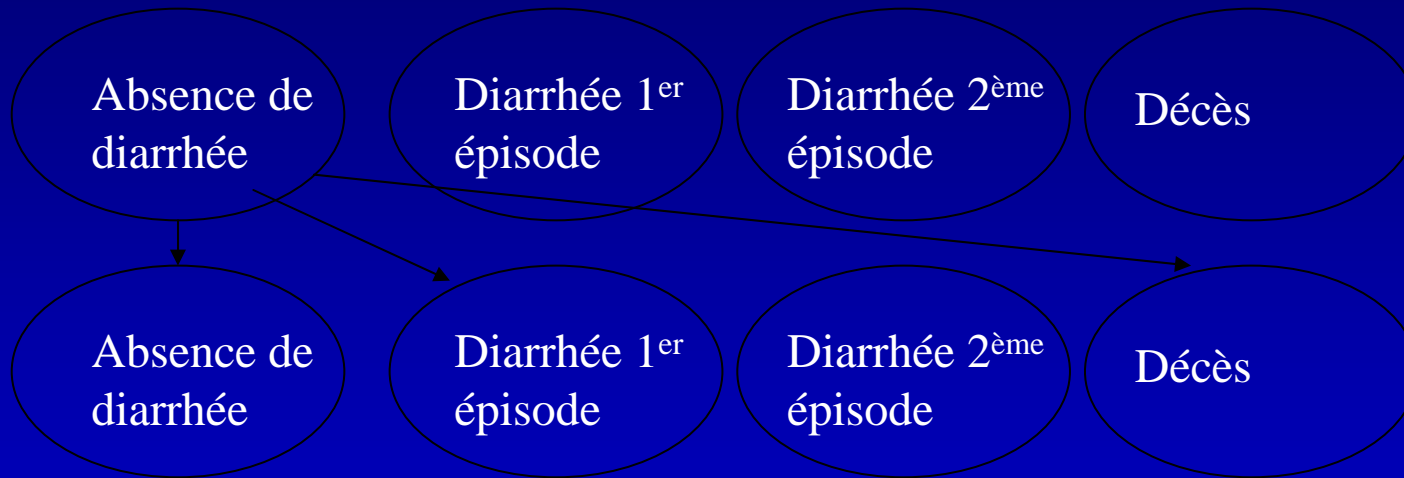 Absence de
diarrhée
Diarrhée 1er
épisode
Diarrhée 2ème
épisode
Décès
Absence de
diarrhée
Diarrhée 1er
épisode
Diarrhée 2ème
épisode
Décès